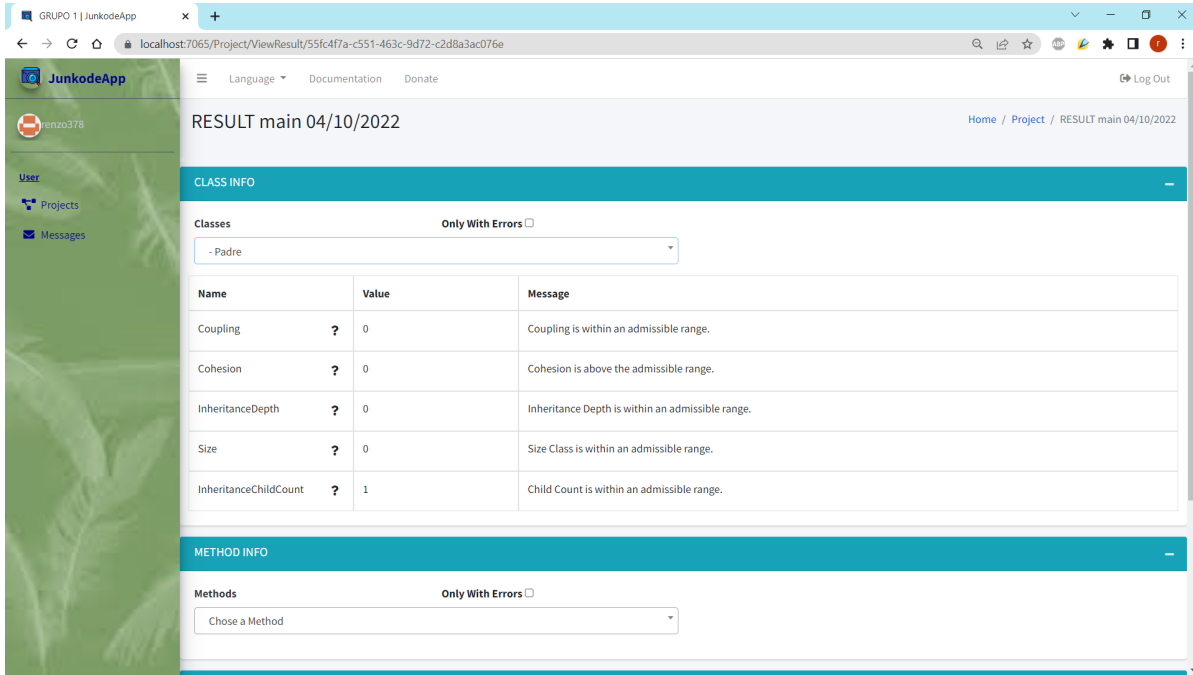 GRUPO 1 | JunkodeApp
localhost:7065/Project/ViewResult/55fc4f7a-c551-463c-9d72-c2d8a3ac076e
ABP
r
JunkodeApp
Language
Documentation
Donate
Log Out
renzo378
RESULT main 04/10/2022
Home / Project / RESULT main 04/10/2022
User
Projects
Messages
CLASS INFO
Classes Only With Errors
- Padre
Name Value Message
Coupling ? 0 Coupling is within an admissible range.
Cohesion ? 0 Cohesion is above the admissible range.
InheritanceDepth ? 0 Inheritance Depth is within an admissible range.
Size ? 0 Size Class is within an admissible range.
InheritanceChildCount ? 1 Child Count is within an admissible range.
METHOD INFO
Methods Only With Errors
Chose a Method